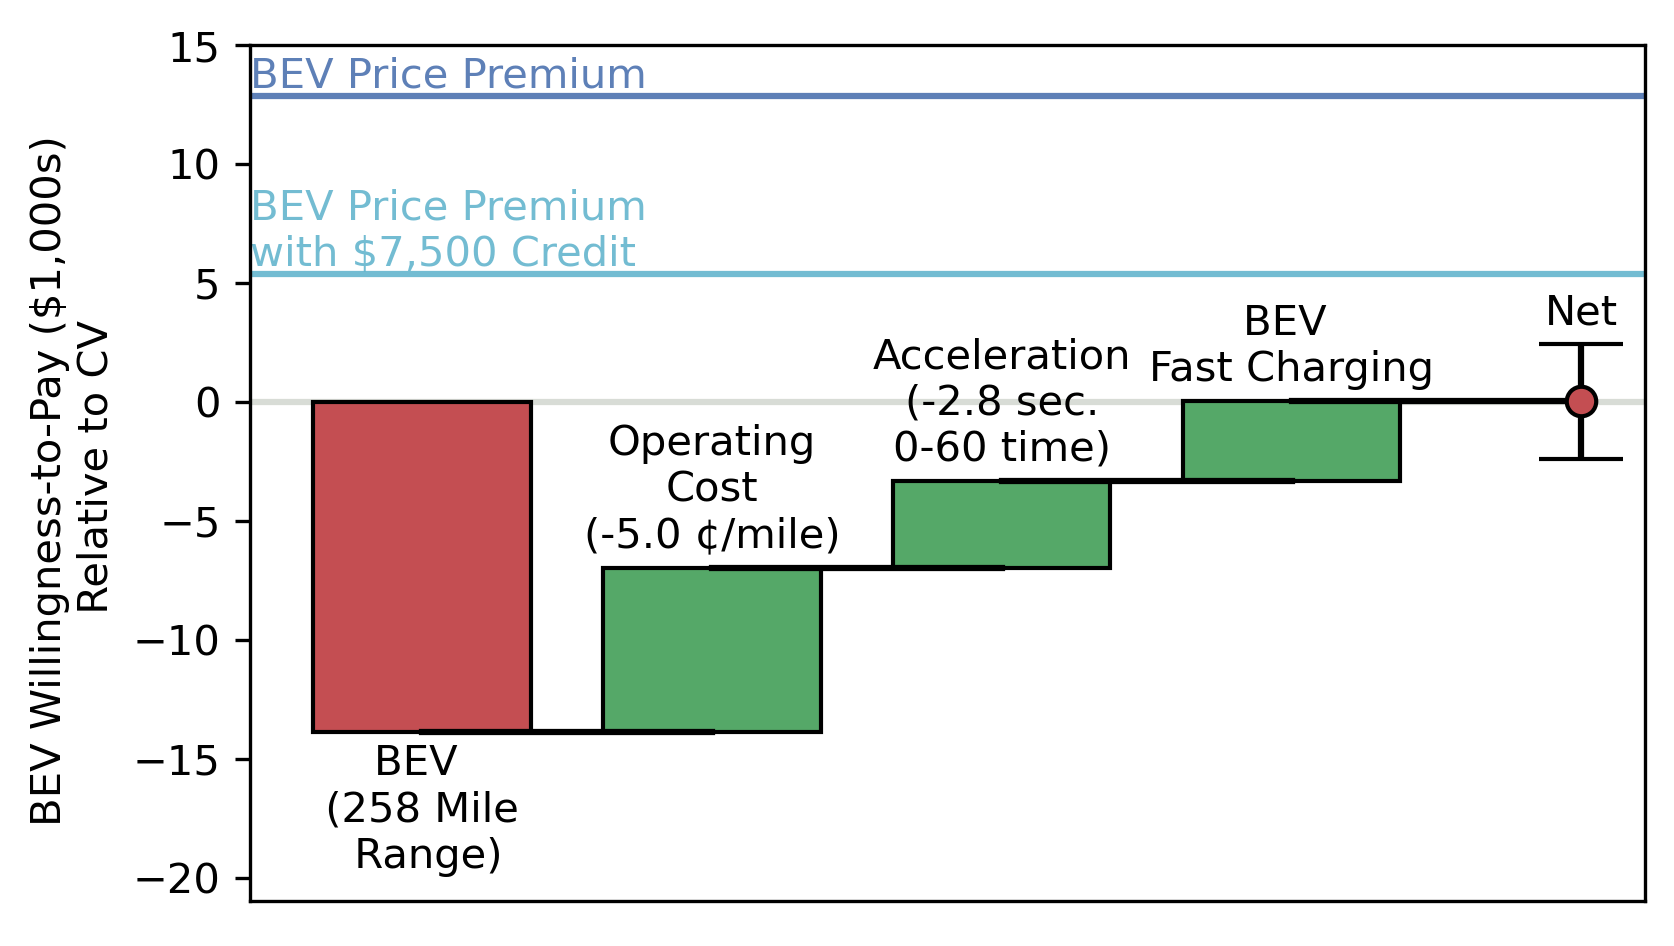 BEV Willingness-to-Pay ($1,000s)
Relative to CV
15
10
5
0
−5
−10
−15
−20
BEV Price Premium
BEV Price Premium
with $7,500 Credit
BEV
(258 Mile
Range)
Operating
Cost
(-5.0 ¢/mile)
Acceleration
(-2.8 sec.
0-60 time)
BEV
Fast Charging
Net